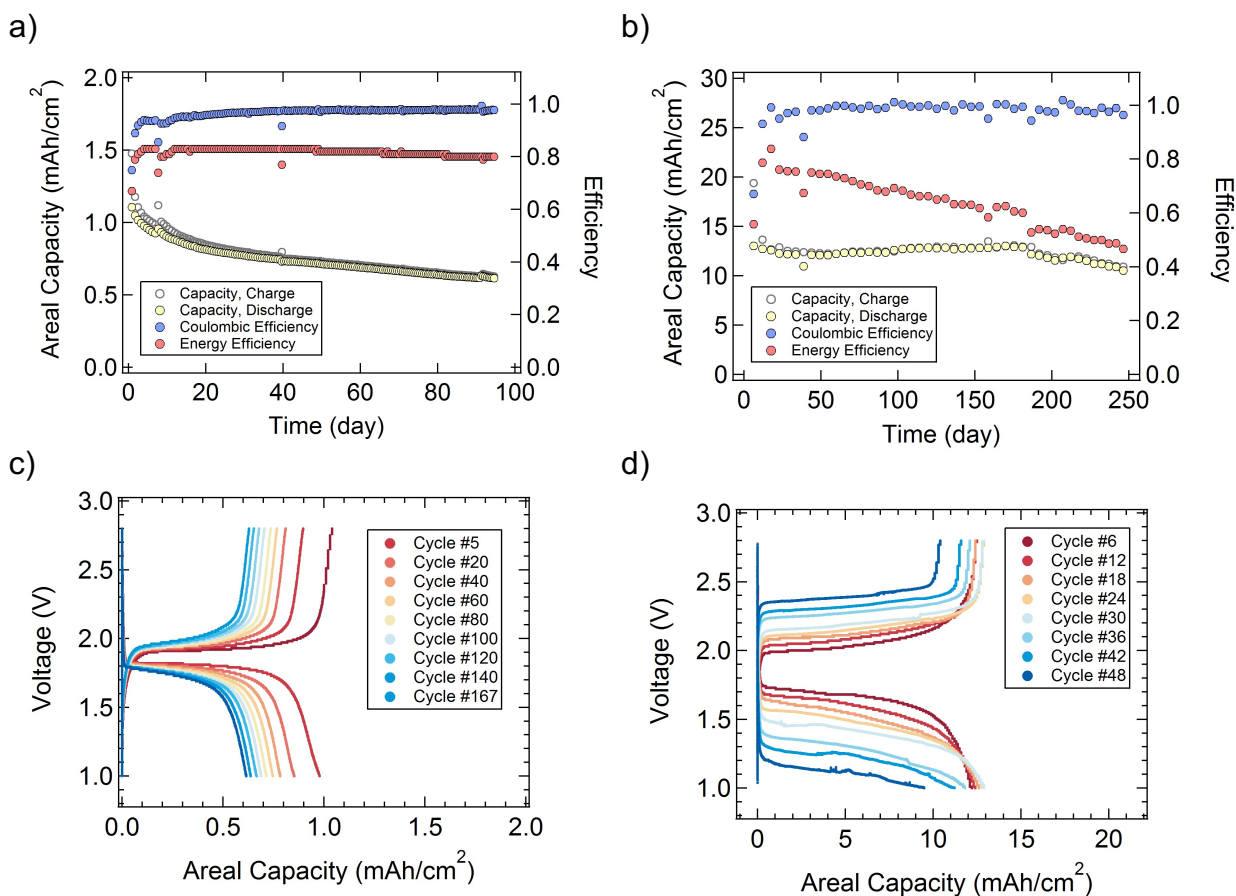 a)
Areal Capacity (mAh/cm2)
2.0
1.5
1.0
0.5
0.0
Capacity, Charge
Capacity, Discharge
Coulombic Efficiency
Energy Efficiency
1.0
0.8
0.6
0.4
0.2
0.0
Efficiency
0 20 40 60 80 100
Time (day)
b)
Areal Capacity (mAh/cm2)
30
25
20
15
10
5
0
Capacity, Charge
Capacity, Discharge
Coulombic Efficiency
Energy Efficiency
1.0
0.8
0.6
0.4
0.2
0.0
Efficiency
0 50 100 150 200 250
Time (day)
c)
Voltage (V)
3.0
2.5
2.0
1.5
1.0
Cycle #5
Cycle #20
Cycle #40
Cycle #60
Cycle #80
Cycle #100
Cycle #120
Cycle #140
Cycle #167
0.0 1.0 2.0
Areal Capacity (mAh/cm2)
d)
Voltage (V)
3.0
2.5
2.0
1.5
1.0
Cycle #6
Cycle #12
Cycle #18
Cycle #24
Cycle #30
Cycle #36
Cycle #42
Cycle #48
0 5 10 15 20
Areal Capacity (mAh/cm2)